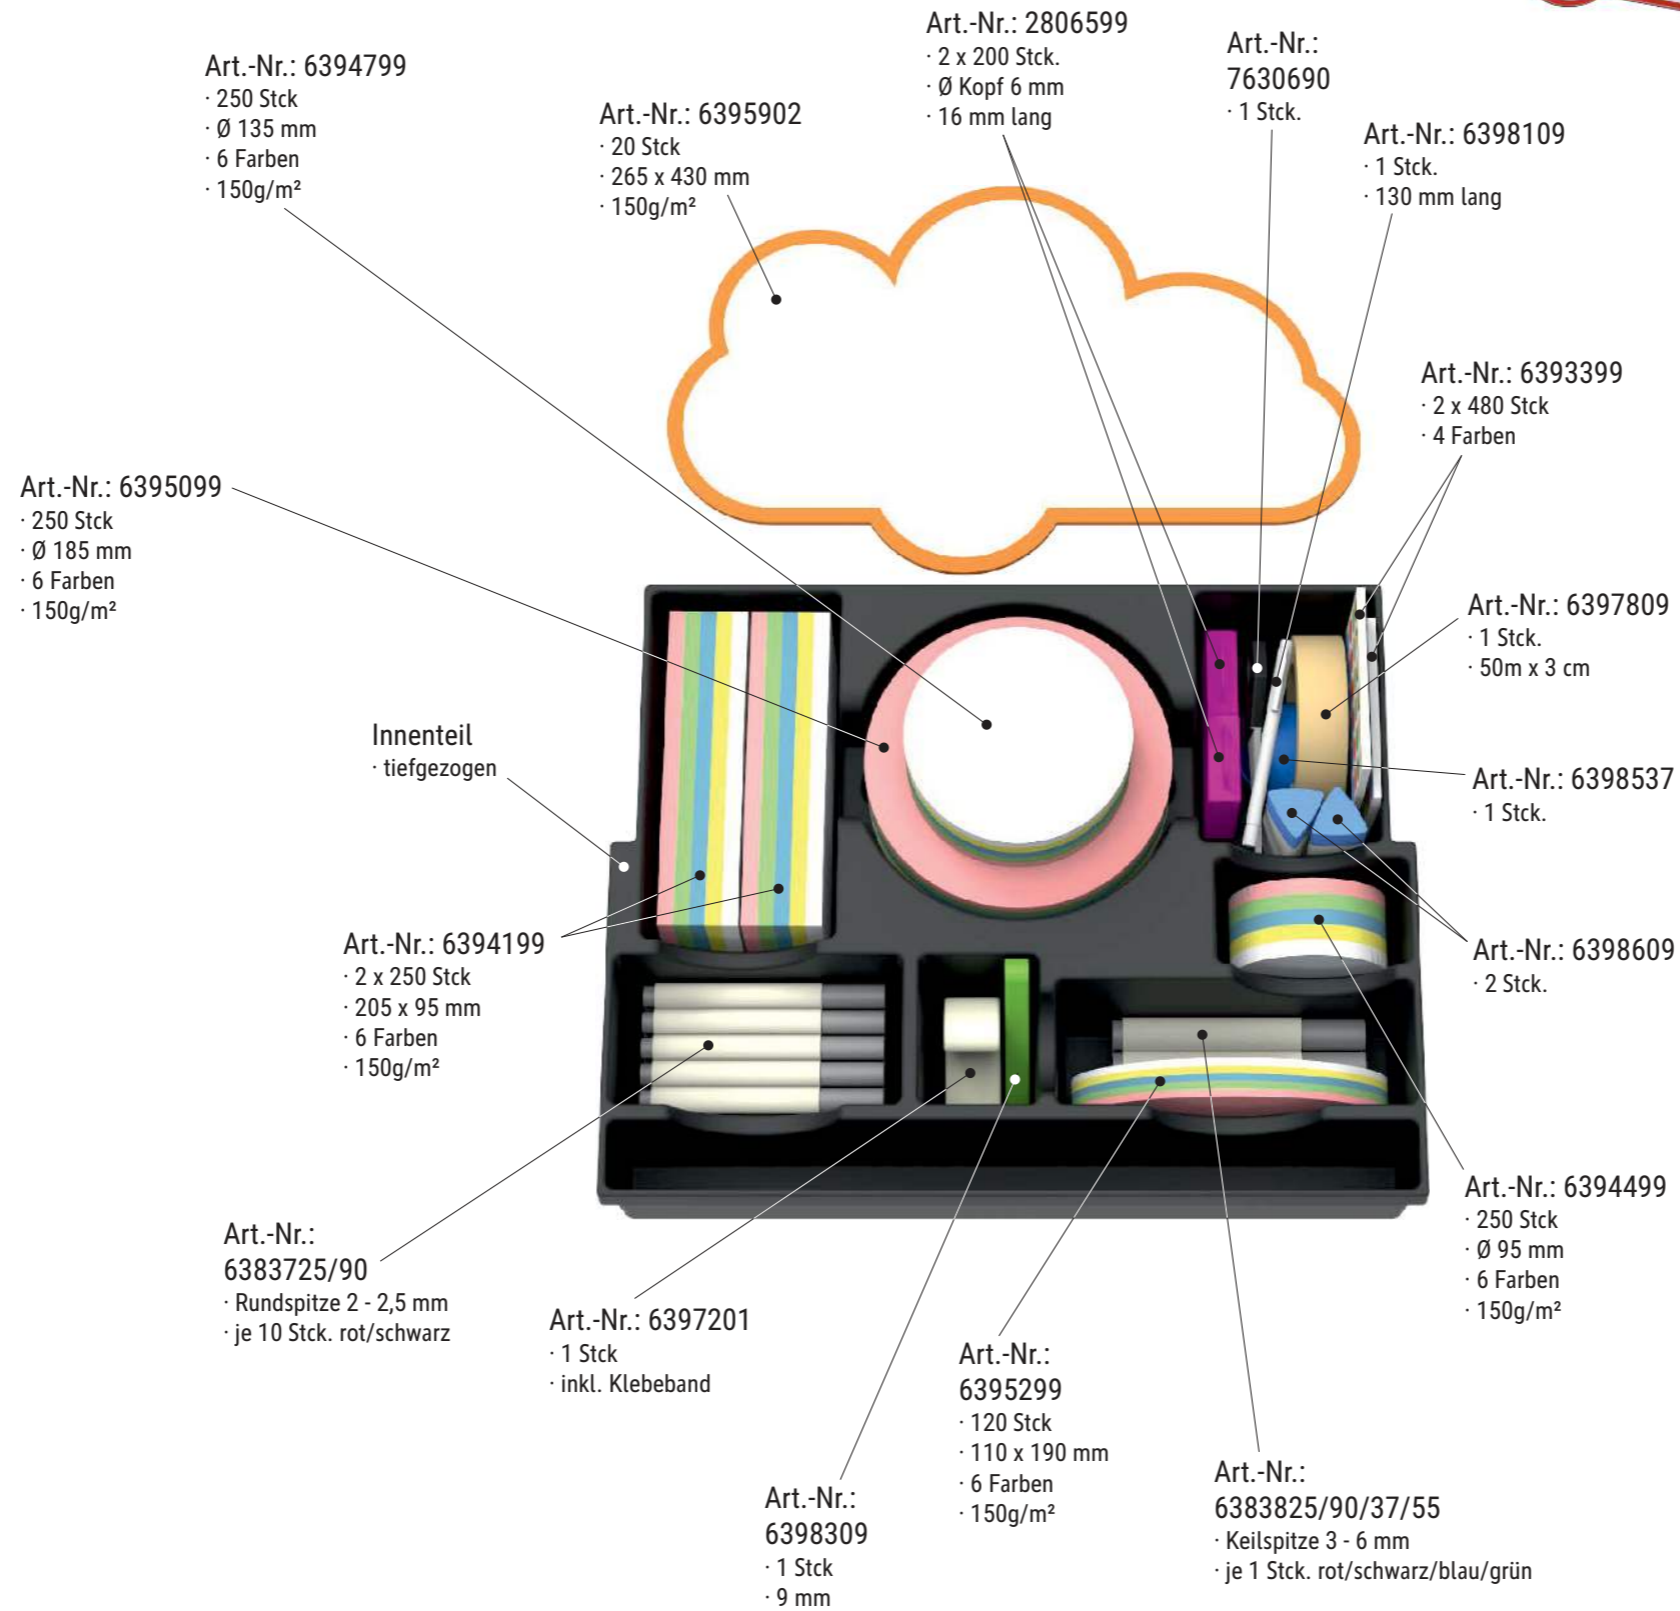 Art.-Nr.: 6394799
· 250 Stck
· Ø 135 mm
· 6 Farben
· 150g/m²
Art.-Nr.: 6395902
· 20 Stck
· 265 x 430 mm
· 150g/m²
Art.-Nr.: 2806599
· 2 x 200 Stck.
· Ø Kopf 6 mm
· 16 mm lang
Art.-Nr.:
7630690
· 1 Stck.
Art.-Nr.: 6398109
· 1 Stck.
· 130 mm lang
Art.-Nr.: 6393399
· 2 x 480 Stck
· 4 Farben
Art.-Nr.: 6395099
· 250 Stck
· Ø 185 mm
· 6 Farben
· 150g/m²
Art.-Nr.: 6397809
· 1 Stck.
· 50m x 3 cm
Innenteil
· tiefgezogen
Art.-Nr.: 6398537
· 1 Stck.
Art.-Nr.: 6394199
· 2 x 250 Stck
· 205 x 95 mm
· 6 Farben
· 150g/m²
Art.-Nr.: 6398609
· 2 Stck.
Art.-Nr.: 6394499
· 250 Stck
· Ø 95 mm
· 6 Farben
· 150g/m²
Art.-Nr.:
6383725/90
· Rundspitze 2 - 2,5 mm
· je 10 Stck. rot/schwarz
Art.-Nr.: 6397201
· 1 Stck
· inkl. Klebeband
Art.-Nr.:
6395299
· 120 Stck
· 110 x 190 mm
· 6 Farben
· 150g/m²
Art.-Nr.:
6398309
· 1 Stck
· 9 mm
Art.-Nr.:
6383825/90/37/55
· Keilspitze 3 - 6 mm
· je 1 Stck. rot/schwarz/blau/grün